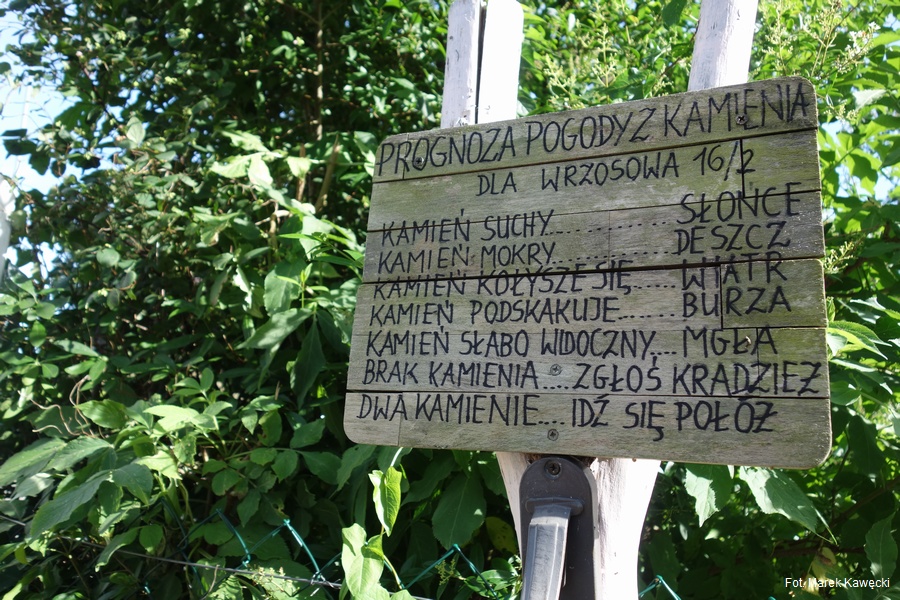 PROGNOZA POGODY Z KAMIENIA
DLA WRZOSOWA 16/2
KAMIEŃ SUCHY.............. SŁOŃCE
KAMIEŃ MOKRY............ DESZCZ
KAMIEŃ KOŁYSZE SIĘ...... WIATR
KAMIEŃ PODSKAKUJE....... BURZA
KAMIEŃ SŁABO WIDOCZNY.... MGŁA
BRAK KAMIENIA....ZGŁOŚ KRADZIEŻ
DWA KAMIENIE.... IDŹ SIĘ POŁÓŻ
Fot. Marek Kawęcki